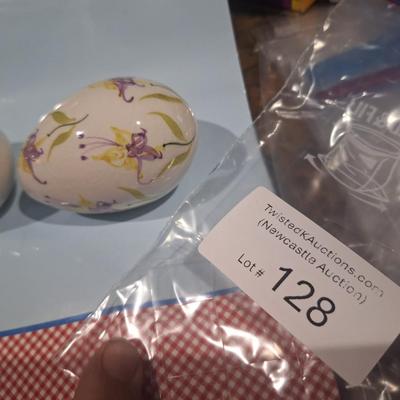 TwistedKAuctions.com
(Newcastle Auction)
Lot # 128